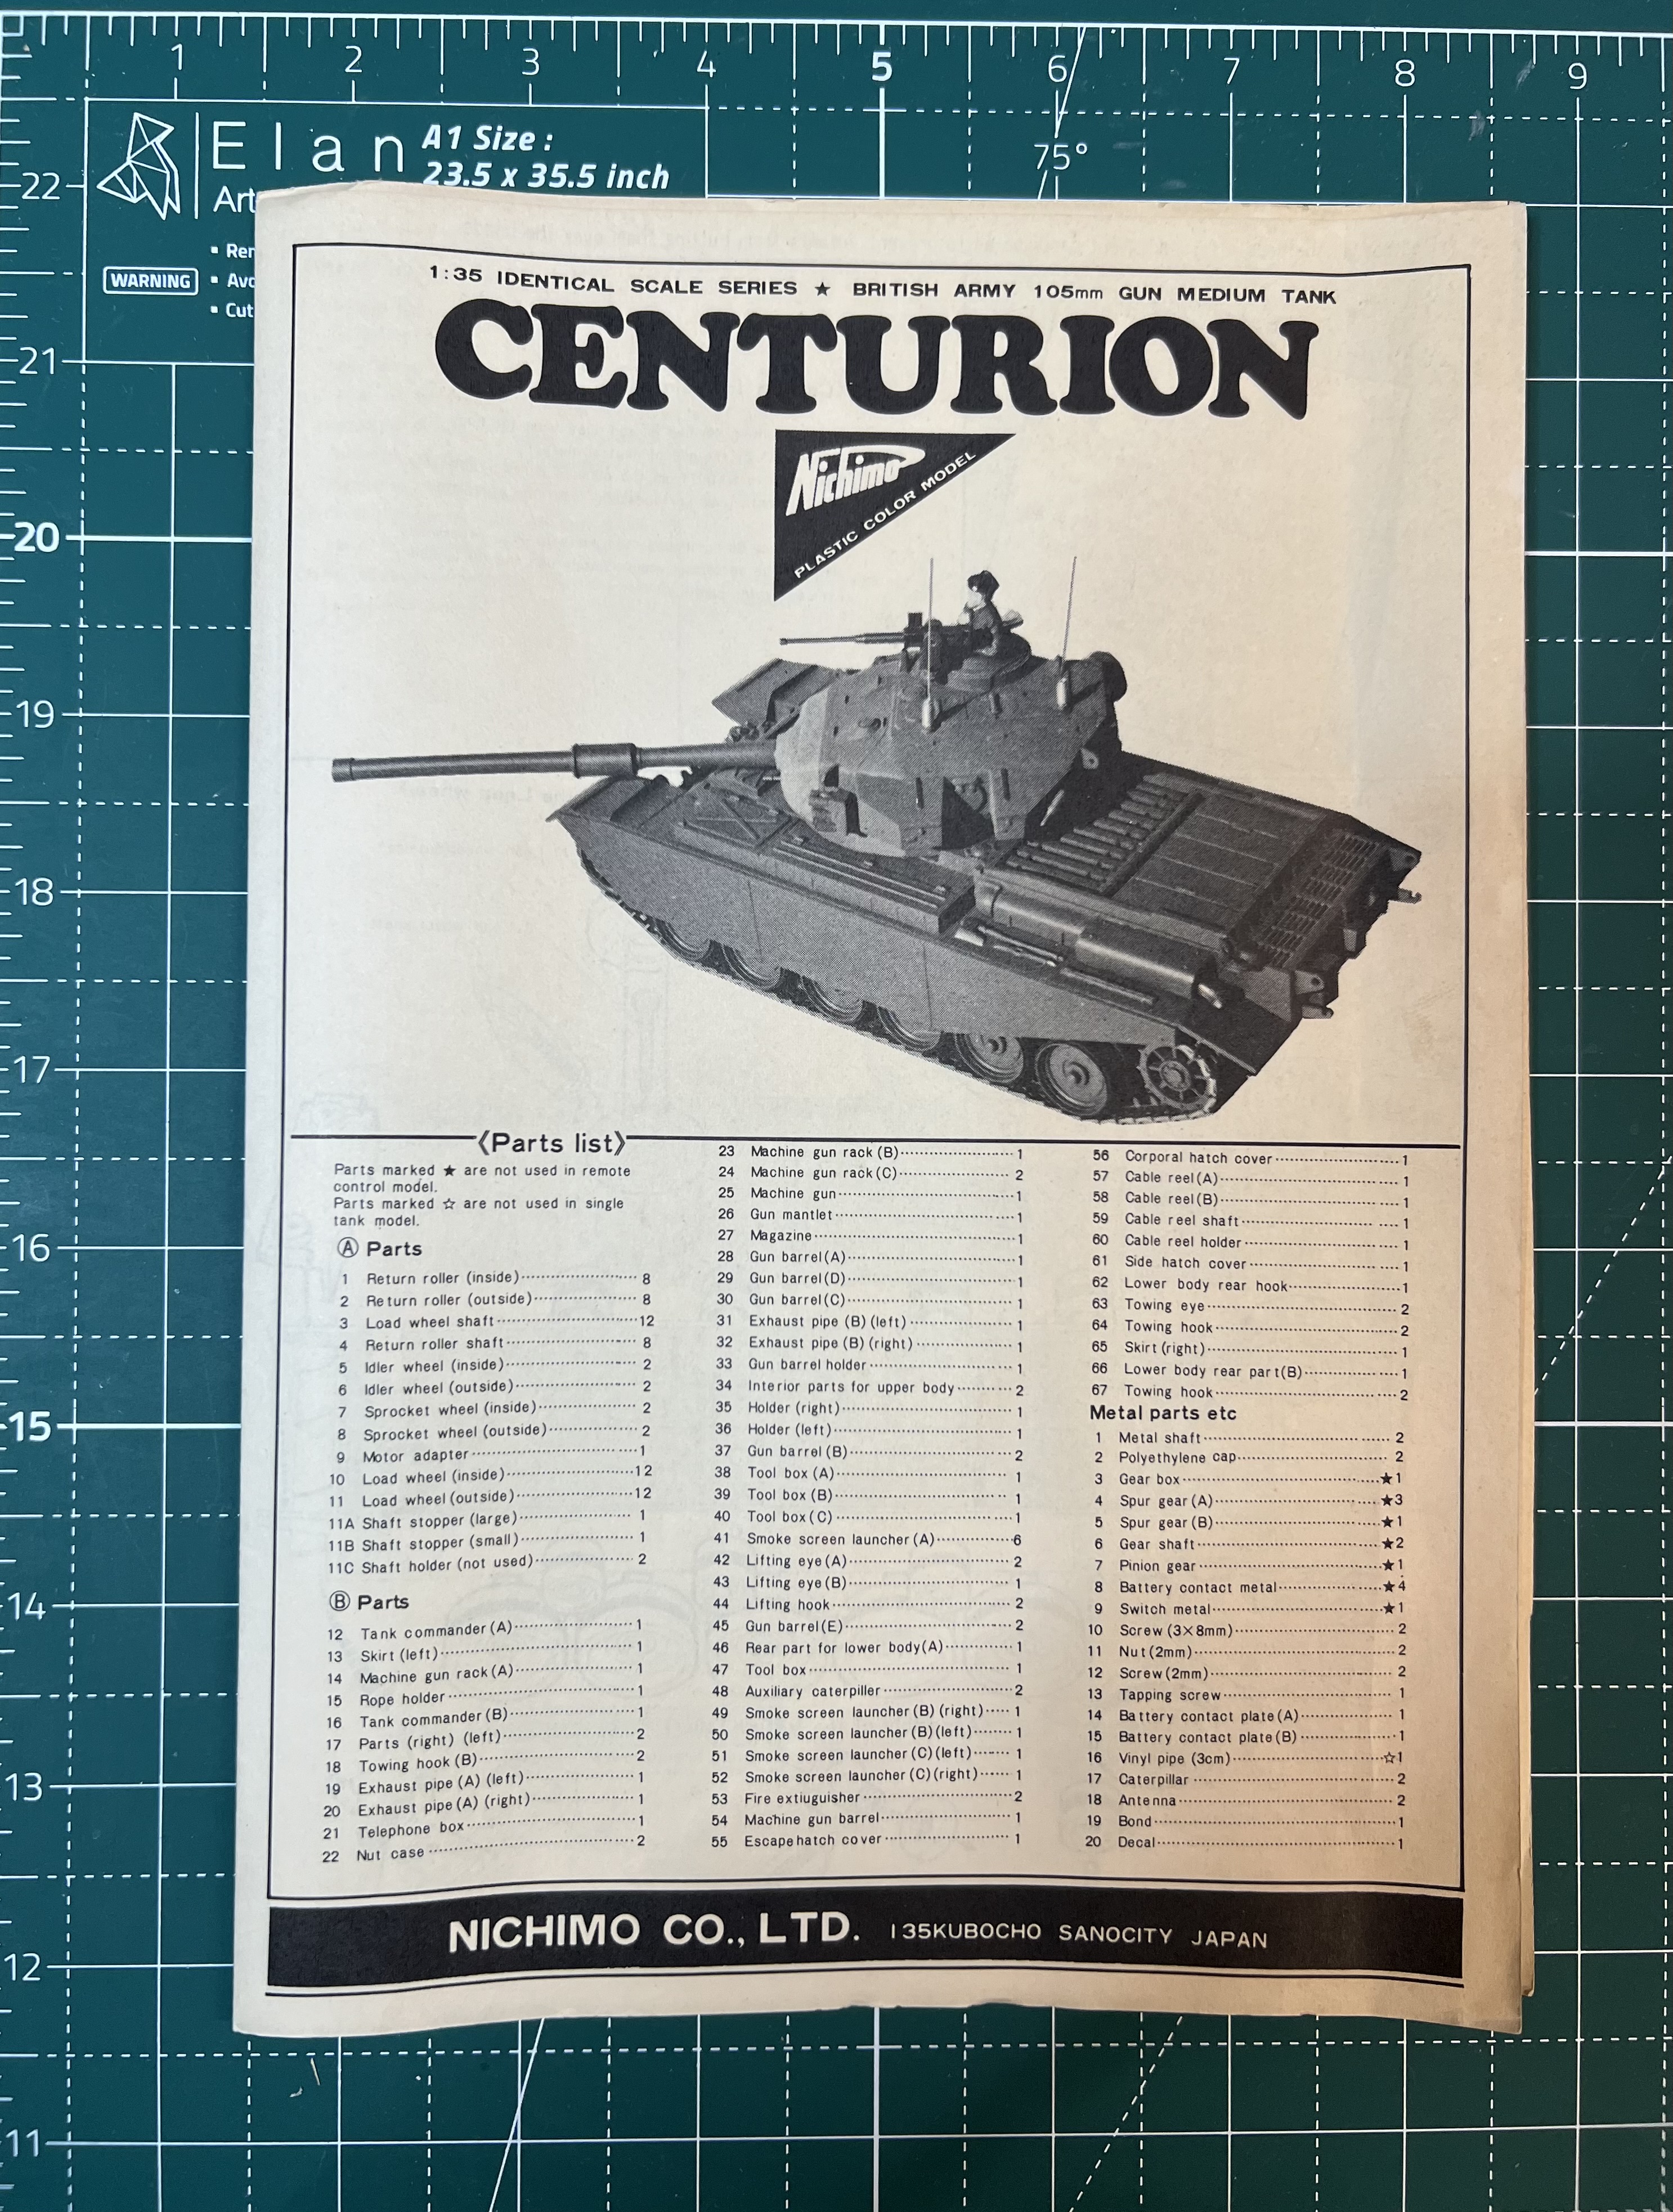 1 2 3 4 5 6 7 8 9
Elan
A1 Size :
23.5 x 35.5 inch
75°
22
WARNING
21
20
19
18
17
16
15
14
13
12
11
1:35 IDENTICAL SCALE SERIES ★ BRITISH ARMY 105mm GUN MEDIUM TANK
CENTURION
Nichimo
PLASTIC COLOR MODEL
《Parts list》
Parts marked ★ are not used in remote
control model.
Parts marked ☆ are not used in single
tank model.
Ⓐ Parts
1 Return roller (inside) 8
2 Return roller (outside) 8
3 Load wheel shaft 12
4 Return roller shaft 8
5 Idler wheel (inside) 2
6 Idler wheel (outside) 2
7 Sprocket wheel (inside) 2
8 Sprocket wheel (outside) 2
9 Motor adapter 1
10 Load wheel (inside) 12
11 Load wheel (outside) 12
11A Shaft stopper (large) 1
11B Shaft stopper (small) 1
11C Shaft holder (not used) 2
Ⓑ Parts
12 Tank commander (A) 1
13 Skirt (left) 1
14 Machine gun rack (A) 1
15 Rope holder 1
16 Tank commander (B) 1
17 Parts (right) (left) 2
18 Towing hook (B) 2
19 Exhaust pipe (A) (left) 1
20 Exhaust pipe (A) (right) 1
21 Telephone box 1
22 Nut case 2
23 Machine gun rack (B) 1
24 Machine gun rack (C) 2
25 Machine gun 1
26 Gun mantlet 1
27 Magazine 1
28 Gun barrel (A) 1
29 Gun barrel (D) 1
30 Gun barrel (C) 1
31 Exhaust pipe (B) (left) 1
32 Exhaust pipe (B) (right) 1
33 Gun barrel holder 1
34 Interior parts for upper body 2
35 Holder (right) 1
36 Holder (left) 1
37 Gun barrel (B) 2
38 Tool box (A) 1
39 Tool box (B) 1
40 Tool box (C) 1
41 Smoke screen launcher (A) 6
42 Lifting eye (A) 2
43 Lifting eye (B) 1
44 Lifting hook 2
45 Gun barrel (E) 2
46 Rear part for lower body (A) 1
47 Tool box 1
48 Auxiliary caterpiller 2
49 Smoke screen launcher (B) (right) 1
50 Smoke screen launcher (B) (left) 1
51 Smoke screen launcher (C) (left) 1
52 Smoke screen launcher (C) (right) 1
53 Fire extiuguisher 2
54 Machine gun barrel 1
55 Escape hatch cover 1
56 Corporal hatch cover 1
57 Cable reel (A) 1
58 Cable reel (B) 1
59 Cable reel shaft 1
60 Cable reel holder 1
61 Side hatch cover 1
62 Lower body rear hook 1
63 Towing eye 2
64 Towing hook 2
65 Skirt (right) 1
66 Lower body rear part (B) 1
67 Towing hook 2
Metal parts etc
1 Metal shaft 2
2 Polyethylene cap 2
3 Gear box ★1
4 Spur gear (A) ★3
5 Spur gear (B) ★1
6 Gear shaft ★2
7 Pinion gear ★1
8 Battery contact metal ★4
9 Switch metal ★1
10 Screw (3×8mm) 2
11 Nut (2mm) 2
12 Screw (2mm) 2
13 Tapping screw 1
14 Battery contact plate (A) 1
15 Battery contact plate (B) 1
16 Vinyl pipe (3cm) ☆1
17 Caterpillar 2
18 Antenna 2
19 Bond 1
20 Decal 1
NICHIMO CO., LTD. 135KUBOCHO SANOCITY JAPAN